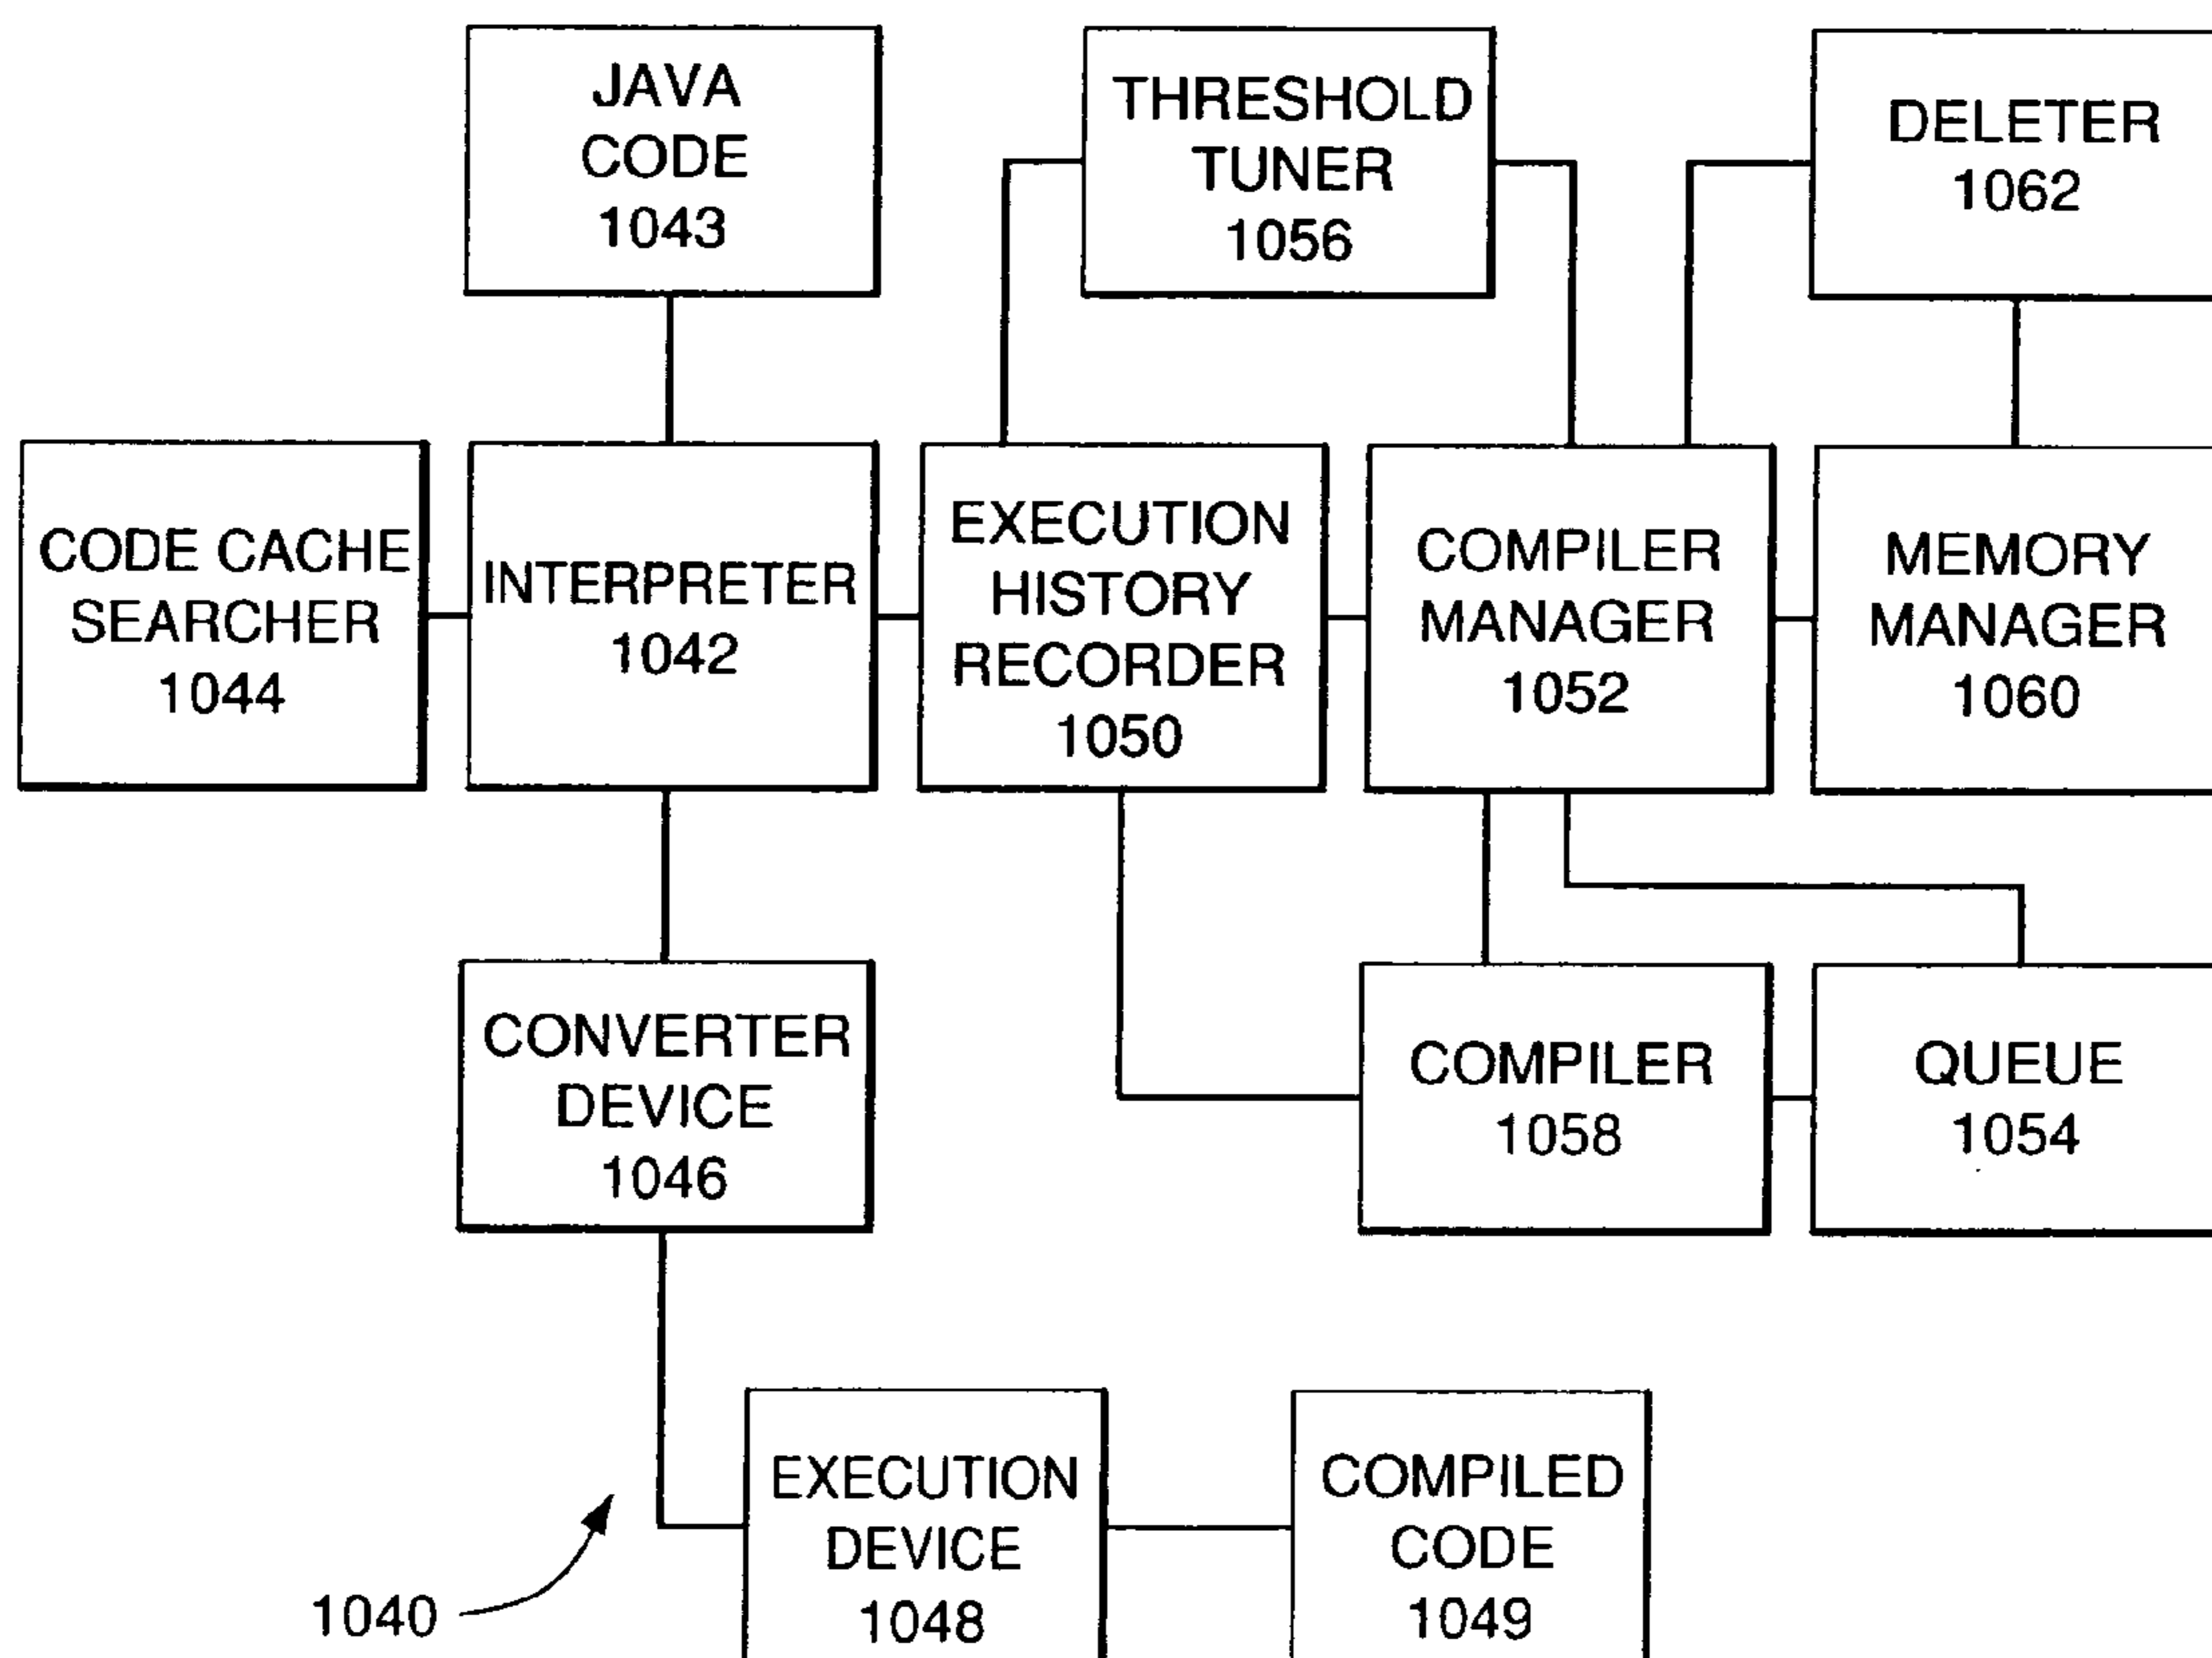 JAVA
CODE
1043
THRESHOLD
TUNER
1056
DELETER
1062
CODE CACHE
SEARCHER
1044
INTERPRETER
1042
EXECUTION
HISTORY
RECORDER
1050
COMPILER
MANAGER
1052
MEMORY
MANAGER
1060
CONVERTER
DEVICE
1046
COMPILER
1058
QUEUE
1054
EXECUTION
DEVICE
1048
COMPILED
CODE
1049
1040